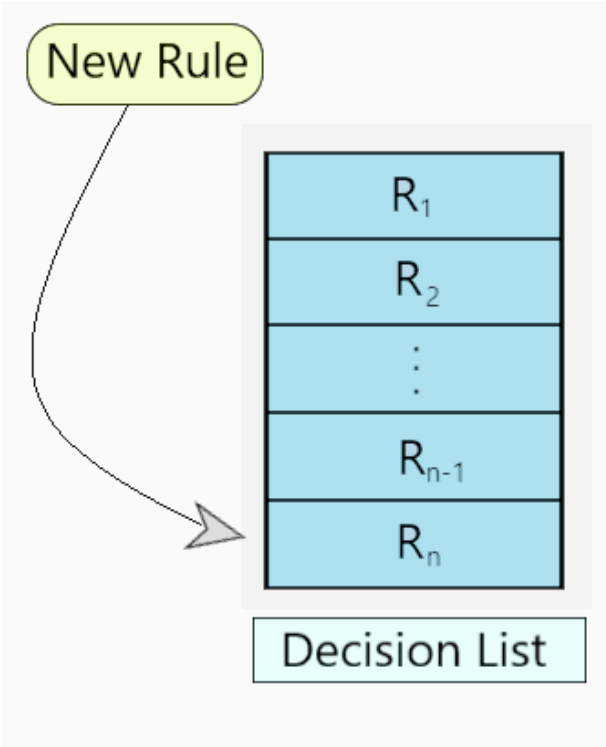 New Rule
R₁
R₂
⋮
Rₙ₋₁
Rₙ
Decision List